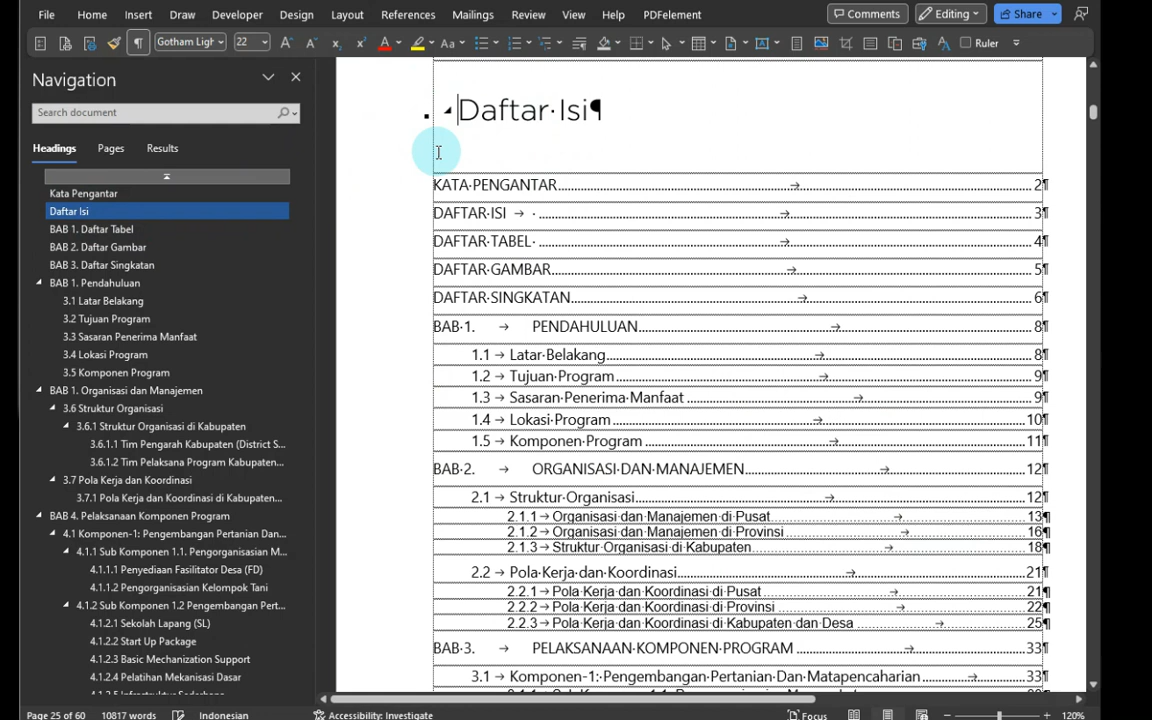 File Home Insert Draw Developer Design Layout References Mailings Review View Help PDFelement Comments Editing Share
Gotham Ligh 22 Aa Ruler
Navigation
Search document
Headings Pages Results
Kata Pengantar
Daftar Isi
BAB 1. Daftar Tabel
BAB 2. Daftar Gambar
BAB 3. Daftar Singkatan
BAB 1. Pendahuluan
3.1 Latar Belakang
3.2 Tujuan Program
3.3 Sasaran Penerima Manfaat
3.4 Lokasi Program
3.5 Komponen Program
BAB 1. Organisasi dan Manajemen
3.6 Struktur Organisasi
3.6.1 Struktur Organisasi di Kabupaten
3.6.1.1 Tim Pengarah Kabupaten (District S...
3.6.1.2 Tim Pelaksana Program Kabupaten...
3.7 Pola Kerja dan Koordinasi
3.7.1 Pola Kerja dan Koordinasi di Kabupaten...
BAB 4. Pelaksanaan Komponen Program
4.1 Komponen-1: Pengembangan Pertanian Dan...
4.1.1 Sub Komponen 1.1. Pengorganisasian M...
4.1.1.1 Penyediaan Fasilitator Desa (FD)
4.1.1.2 Pengorganisasian Kelompok Tani
4.1.2 Sub Komponen 1.2 Pengembangan Pert...
4.1.2.1 Sekolah Lapang (SL)
4.1.2.2 Start Up Package
4.1.2.3 Basic Mechanization Support
4.1.2.4 Pelatihan Mekanisasi Dasar
Daftar·Isi¶
KATA·PENGANTAR → 2¶
DAFTAR·ISI → · → 3¶
DAFTAR·TABEL· → 4¶
DAFTAR·GAMBAR → 5¶
DAFTAR·SINGKATAN → 6¶
BAB·1. → PENDAHULUAN → 8¶
1.1 → Latar·Belakang → 8¶
1.2 → Tujuan·Program → 9¶
1.3 → Sasaran·Penerima·Manfaat → 9¶
1.4 → Lokasi·Program → 10¶
1.5 → Komponen·Program → 11¶
BAB·2. → ORGANISASI·DAN·MANAJEMEN → 12¶
2.1 → Struktur·Organisasi → 12¶
2.1.1 → Organisasi·dan·Manajemen·di·Pusat → 13¶
2.1.2 → Organisasi·dan·Manajemen·di·Provinsi → 16¶
2.1.3 → Struktur·Organisasi·di·Kabupaten → 18¶
2.2 → Pola·Kerja·dan·Koordinasi → 21¶
2.2.1 → Pola·Kerja·dan·Koordinasi·di·Pusat → 21¶
2.2.2 → Pola·Kerja·dan·Koordinasi·di·Provinsi → 22¶
2.2.3 → Pola·Kerja·dan·Koordinasi·di·Kabupaten·dan·Desa → 25¶
BAB·3. → PELAKSANAAN·KOMPONEN·PROGRAM → 33¶
3.1 → Komponen-1:·Pengembangan·Pertanian·Dan·Matapencaharian → 33¶
Page 25 of 60 10817 words Indonesian Accessibility: Investigate Focus 120%